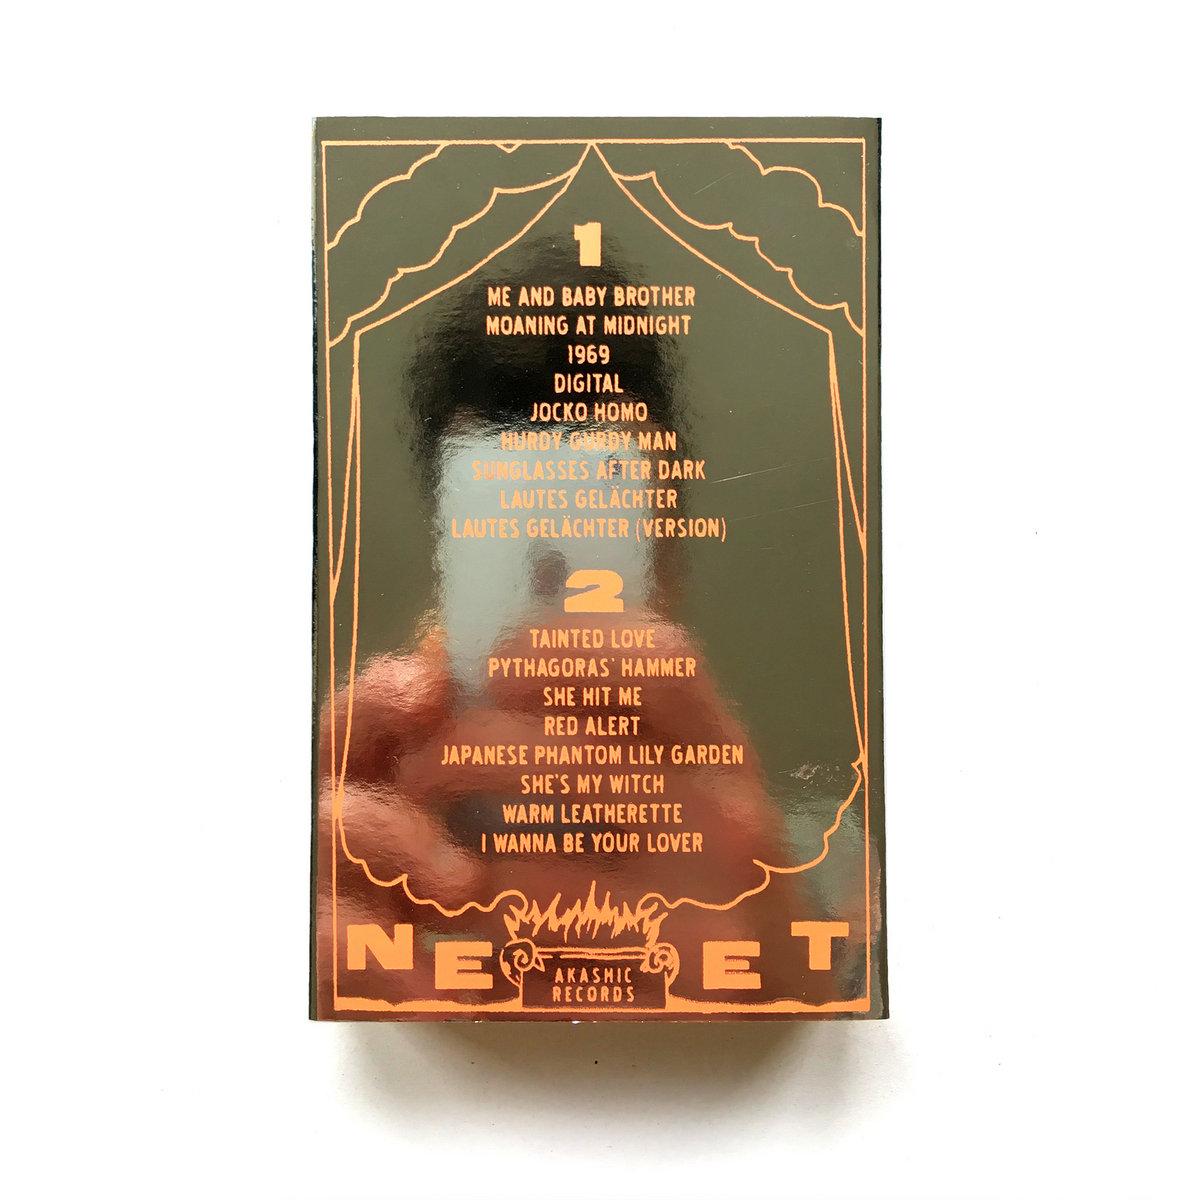 1
ME AND BABY BROTHER
MOANING AT MIDNIGHT
1969
DIGITAL
JOCKO HOMO
HURDY GURDY MAN
SUNGLASSES AFTER DARK
LAUTES GELÄCHTER
LAUTES GELÄCHTER (VERSION)
2
TAINTED LOVE
PYTHAGORAS' HAMMER
SHE HIT ME
RED ALERT
JAPANESE PHANTOM LILY GARDEN
SHE'S MY WITCH
WARM LEATHERETTE
I WANNA BE YOUR LOVER
NE ET
AKASHIC
RECORDS